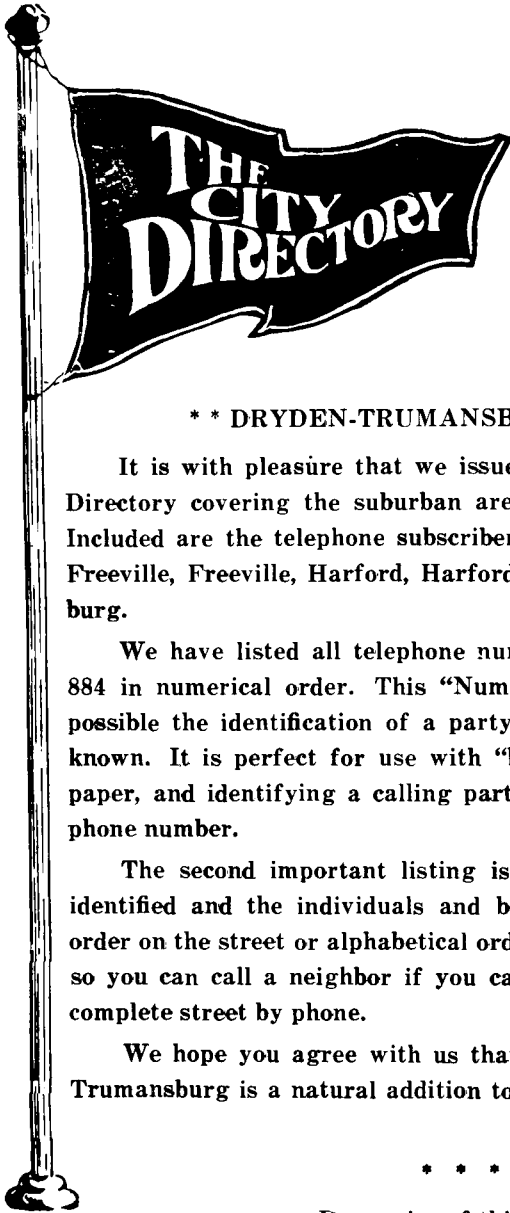 THE
CITY
DIRECTORY
* * DRYDEN-TRUMANSB
It is with pleasure that we issue
Directory covering the suburban are
Included are the telephone subscriber
Freeville, Freeville, Harford, Harford
burg.
We have listed all telephone nu
884 in numerical order. This “Num
possible the identification of a party
known. It is perfect for use with “
paper, and identifying a calling part
phone number.
The second important listing is
identified and the individuals and b
order on the street or alphabetical ord
so you can call a neighbor if you ca
complete street by phone.
We hope you agree with us tha
Trumansburg is a natural addition to
* * *